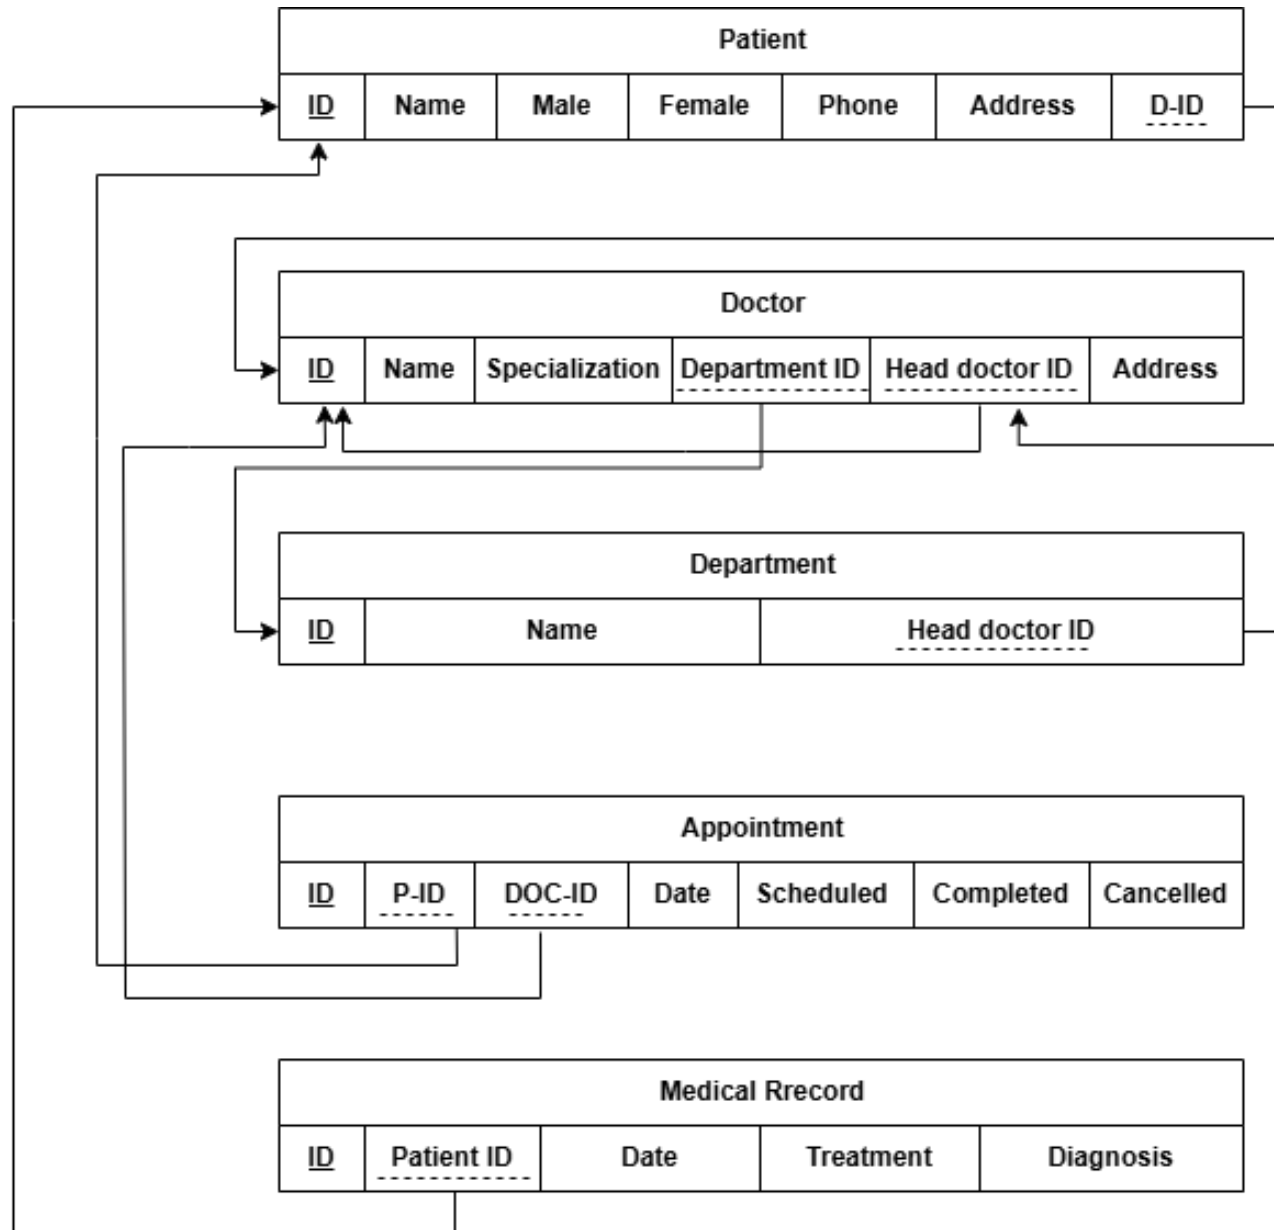 Patient
ID Name Male Female Phone Address D-ID
Doctor
ID Name Specialization Department ID Head doctor ID Address
Department
ID Name Head doctor ID
Appointment
ID P-ID DOC-ID Date Scheduled Completed Cancelled
Medical Rrecord
ID Patient ID Date Treatment Diagnosis